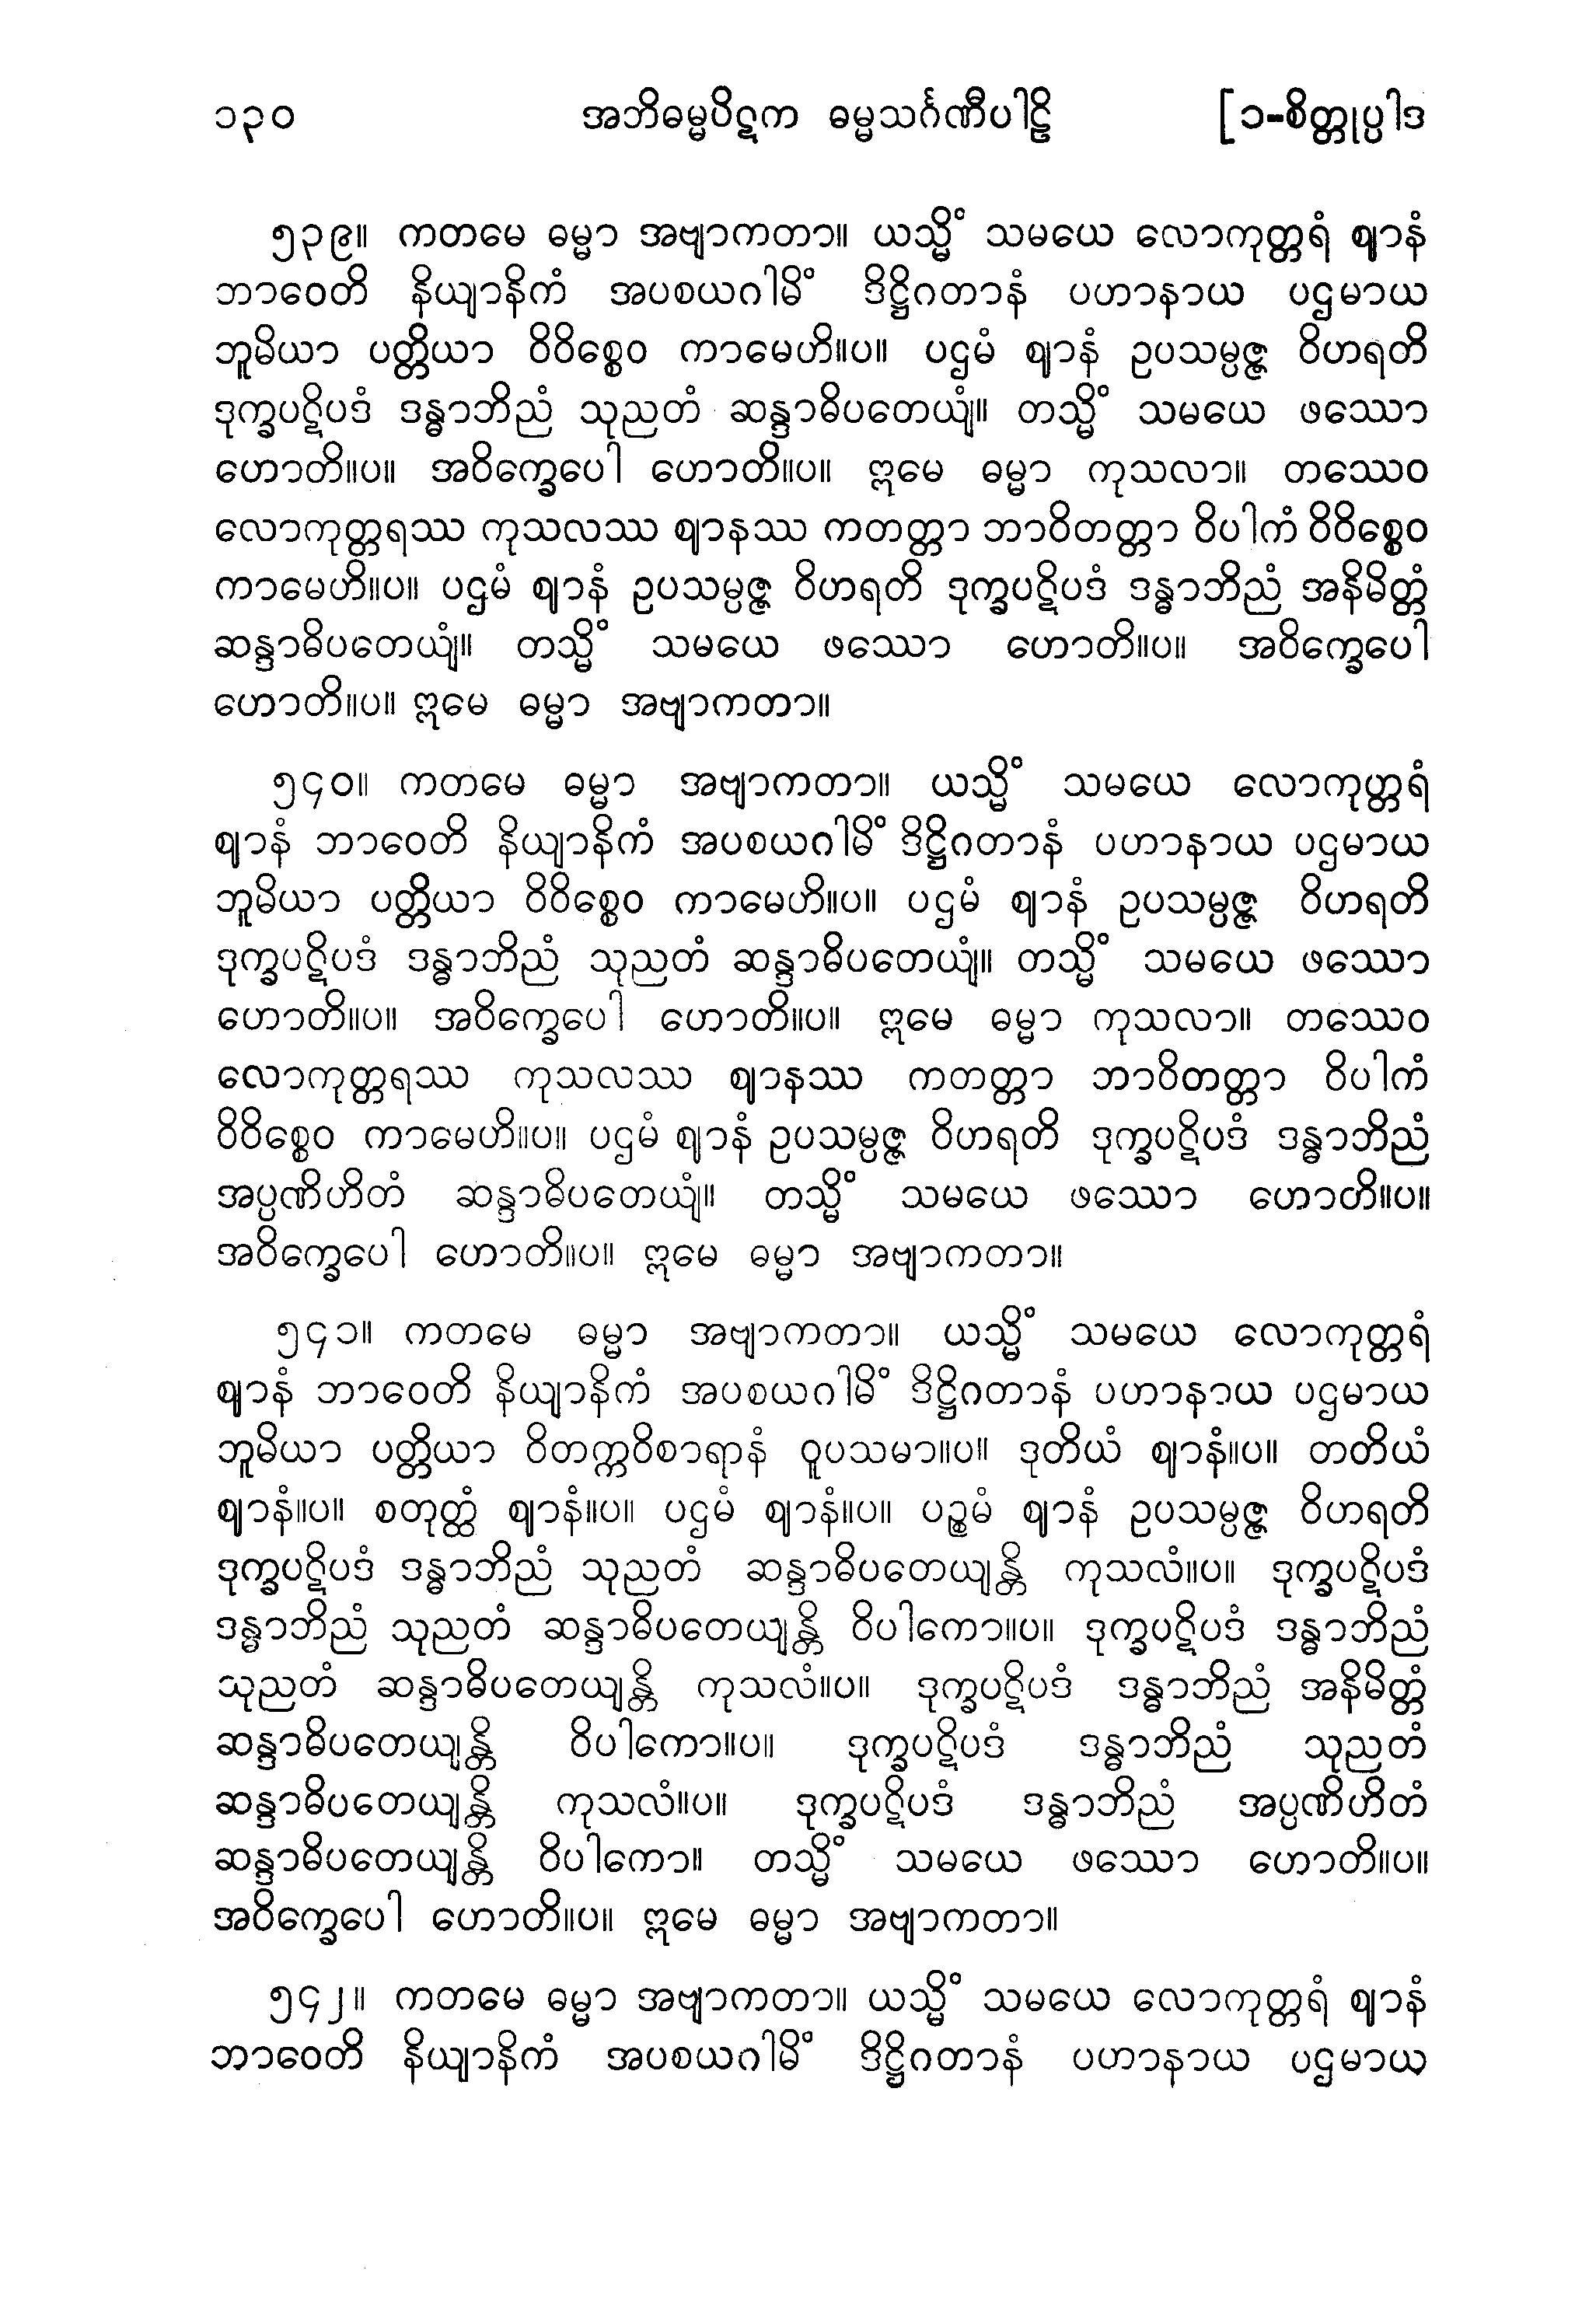 ၁၃၀ အဘိဓမ္မပိဋက ဓမ္မသင်္ဂဏီပါဠိ [၁-စိတ္တုပ္ပါဒ
၅၃၉။ ကတမေ ဓမ္မာ အဗျာကတာ။ ယသ္မိံ သမယေ လောကုတ္တရံ ဈာနံ
ဘာဝေတိ နိယျာနိကံ အပစယဂါမိံ ဒိဋ္ဌိဂတာနံ ပဟာနာယ ပဌမာယ
ဘူမိယာ ပတ္တိယာ ဝိဝိစ္စေဝ ကာမေဟိ။ပ။ ပဌမံ ဈာနံ ဥပသမ္ပဇ္ဇ ဝိဟရတိ
ဒုက္ခပဋိပဒံ ဒန္ဓာဘိညံ သုညတံ ဆန္ဒာဓိပတေယျံ။ တသ္မိံ သမယေ ဖဿော
ဟောတိ။ပ။ အဝိက္ခေပေါ ဟောတိ။ပ။ ဣမေ ဓမ္မာ ကုသလာ။ တဿေဝ
လောကုတ္တရဿ ကုသလဿ ဈာနဿ ကတတ္တာ ဘာဝိတတ္တာ ဝိပါကံ ဝိဝိစ္စေဝ
ကာမေဟိ။ပ။ ပဌမံ ဈာနံ ဥပသမ္ပဇ္ဇ ဝိဟရတိ ဒုက္ခပဋိပဒံ ဒန္ဓာဘိညံ အနိမိတ္တံ
ဆန္ဒာဓိပတေယျံ။ တသ္မိံ သမယေ ဖဿော ဟောတိ။ပ။ အဝိက္ခေပေါ
ဟောတိ။ပ။ ဣမေ ဓမ္မာ အဗျာကတာ။
၅၄၀။ ကတမေ ဓမ္မာ အဗျာကတာ။ ယသ္မိံ သမယေ လောကုတ္တရံ
ဈာနံ ဘာဝေတိ နိယျာနိကံ အပစယဂါမိံ ဒိဋ္ဌိဂတာနံ ပဟာနာယ ပဌမာယ
ဘူမိယာ ပတ္တိယာ ဝိဝိစ္စေဝ ကာမေဟိ။ပ။ ပဌမံ ဈာနံ ဥပသမ္ပဇ္ဇ ဝိဟရတိ
ဒုက္ခပဋိပဒံ ဒန္ဓာဘိညံ သုညတံ ဆန္ဒာဓိပတေယျံ။ တသ္မိံ သမယေ ဖဿော
ဟောတိ။ပ။ အဝိက္ခေပေါ ဟောတိ။ပ။ ဣမေ ဓမ္မာ ကုသလာ။ တဿေဝ
လောကုတ္တရဿ ကုသလဿ ဈာနဿ ကတတ္တာ ဘာဝိတတ္တာ ဝိပါကံ
ဝိဝိစ္စေဝ ကာမေဟိ။ပ။ ပဌမံ ဈာနံ ဥပသမ္ပဇ္ဇ ဝိဟရတိ ဒုက္ခပဋိပဒံ ဒန္ဓာဘိညံ
အပ္ပဏိဟိတံ ဆန္ဒာဓိပတေယျံ။ တသ္မိံ သမယေ ဖဿော ဟောတိ။ပ။
အဝိက္ခေပေါ ဟောတိ။ပ။ ဣမေ ဓမ္မာ အဗျာကတာ။
၅၄၁။ ကတမေ ဓမ္မာ အဗျာကတာ။ ယသ္မိံ သမယေ လောကုတ္တရံ
ဈာနံ ဘာဝေတိ နိယျာနိကံ အပစယဂါမိံ ဒိဋ္ဌိဂတာနံ ပဟာနာယ ပဌမာယ
ဘူမိယာ ပတ္တိယာ ဝိတက္ကဝိစာရာနံ ဝူပသမာ။ပ။ ဒုတိယံ ဈာနံ။ပ။ တတိယံ
ဈာနံ။ပ။ စတုတ္ထံ ဈာနံ။ပ။ ပဌမံ ဈာနံ။ပ။ ပဉ္စမံ ဈာနံ ဥပသမ္ပဇ္ဇ ဝိဟရတိ
ဒုက္ခပဋိပဒံ ဒန္ဓာဘိညံ သုညတံ ဆန္ဒာဓိပတေယျန္တိ ကုသလံ။ပ။ ဒုက္ခပဋိပဒံ
ဒန္ဓာဘိညံ သုညတံ ဆန္ဒာဓိပတေယျန္တိ ဝိပါကော။ပ။ ဒုက္ခပဋိပဒံ ဒန္ဓာဘိညံ
သုညတံ ဆန္ဒာဓိပတေယျန္တိ ကုသလံ။ပ။ ဒုက္ခပဋိပဒံ ဒန္ဓာဘိညံ အနိမိတ္တံ
ဆန္ဒာဓိပတေယျန္တိ ဝိပါကော။ပ။ ဒုက္ခပဋိပဒံ ဒန္ဓာဘိညံ သုညတံ
ဆန္ဒာဓိပတေယျန္တိ ကုသလံ။ပ။ ဒုက္ခပဋိပဒံ ဒန္ဓာဘိညံ အပ္ပဏိဟိတံ
ဆန္ဒာဓိပတေယျန္တိ ဝိပါကော။ တသ္မိံ သမယေ ဖဿော ဟောတိ။ပ။
အဝိက္ခေပေါ ဟောတိ။ပ။ ဣမေ ဓမ္မာ အဗျာကတာ။
၅၄၂။ ကတမေ ဓမ္မာ အဗျာကတာ။ ယသ္မိံ သမယေ လောကုတ္တရံ ဈာနံ
ဘာဝေတိ နိယျာနိကံ အပစယဂါမိံ ဒိဋ္ဌိဂတာနံ ပဟာနာယ ပဌမာယ